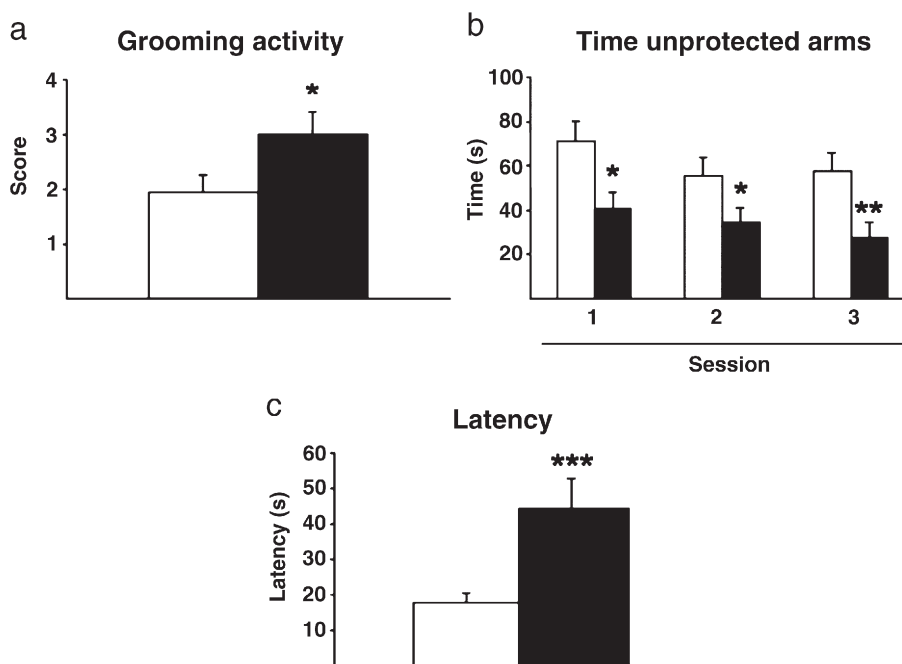 a
Grooming activity
4
3
2
1
Score
*
b
Time unprotected arms
100
80
60
40
20
Time (s)
*
*
**
1 2 3
Session
c
Latency
60
50
40
30
20
10
Latency (s)
***